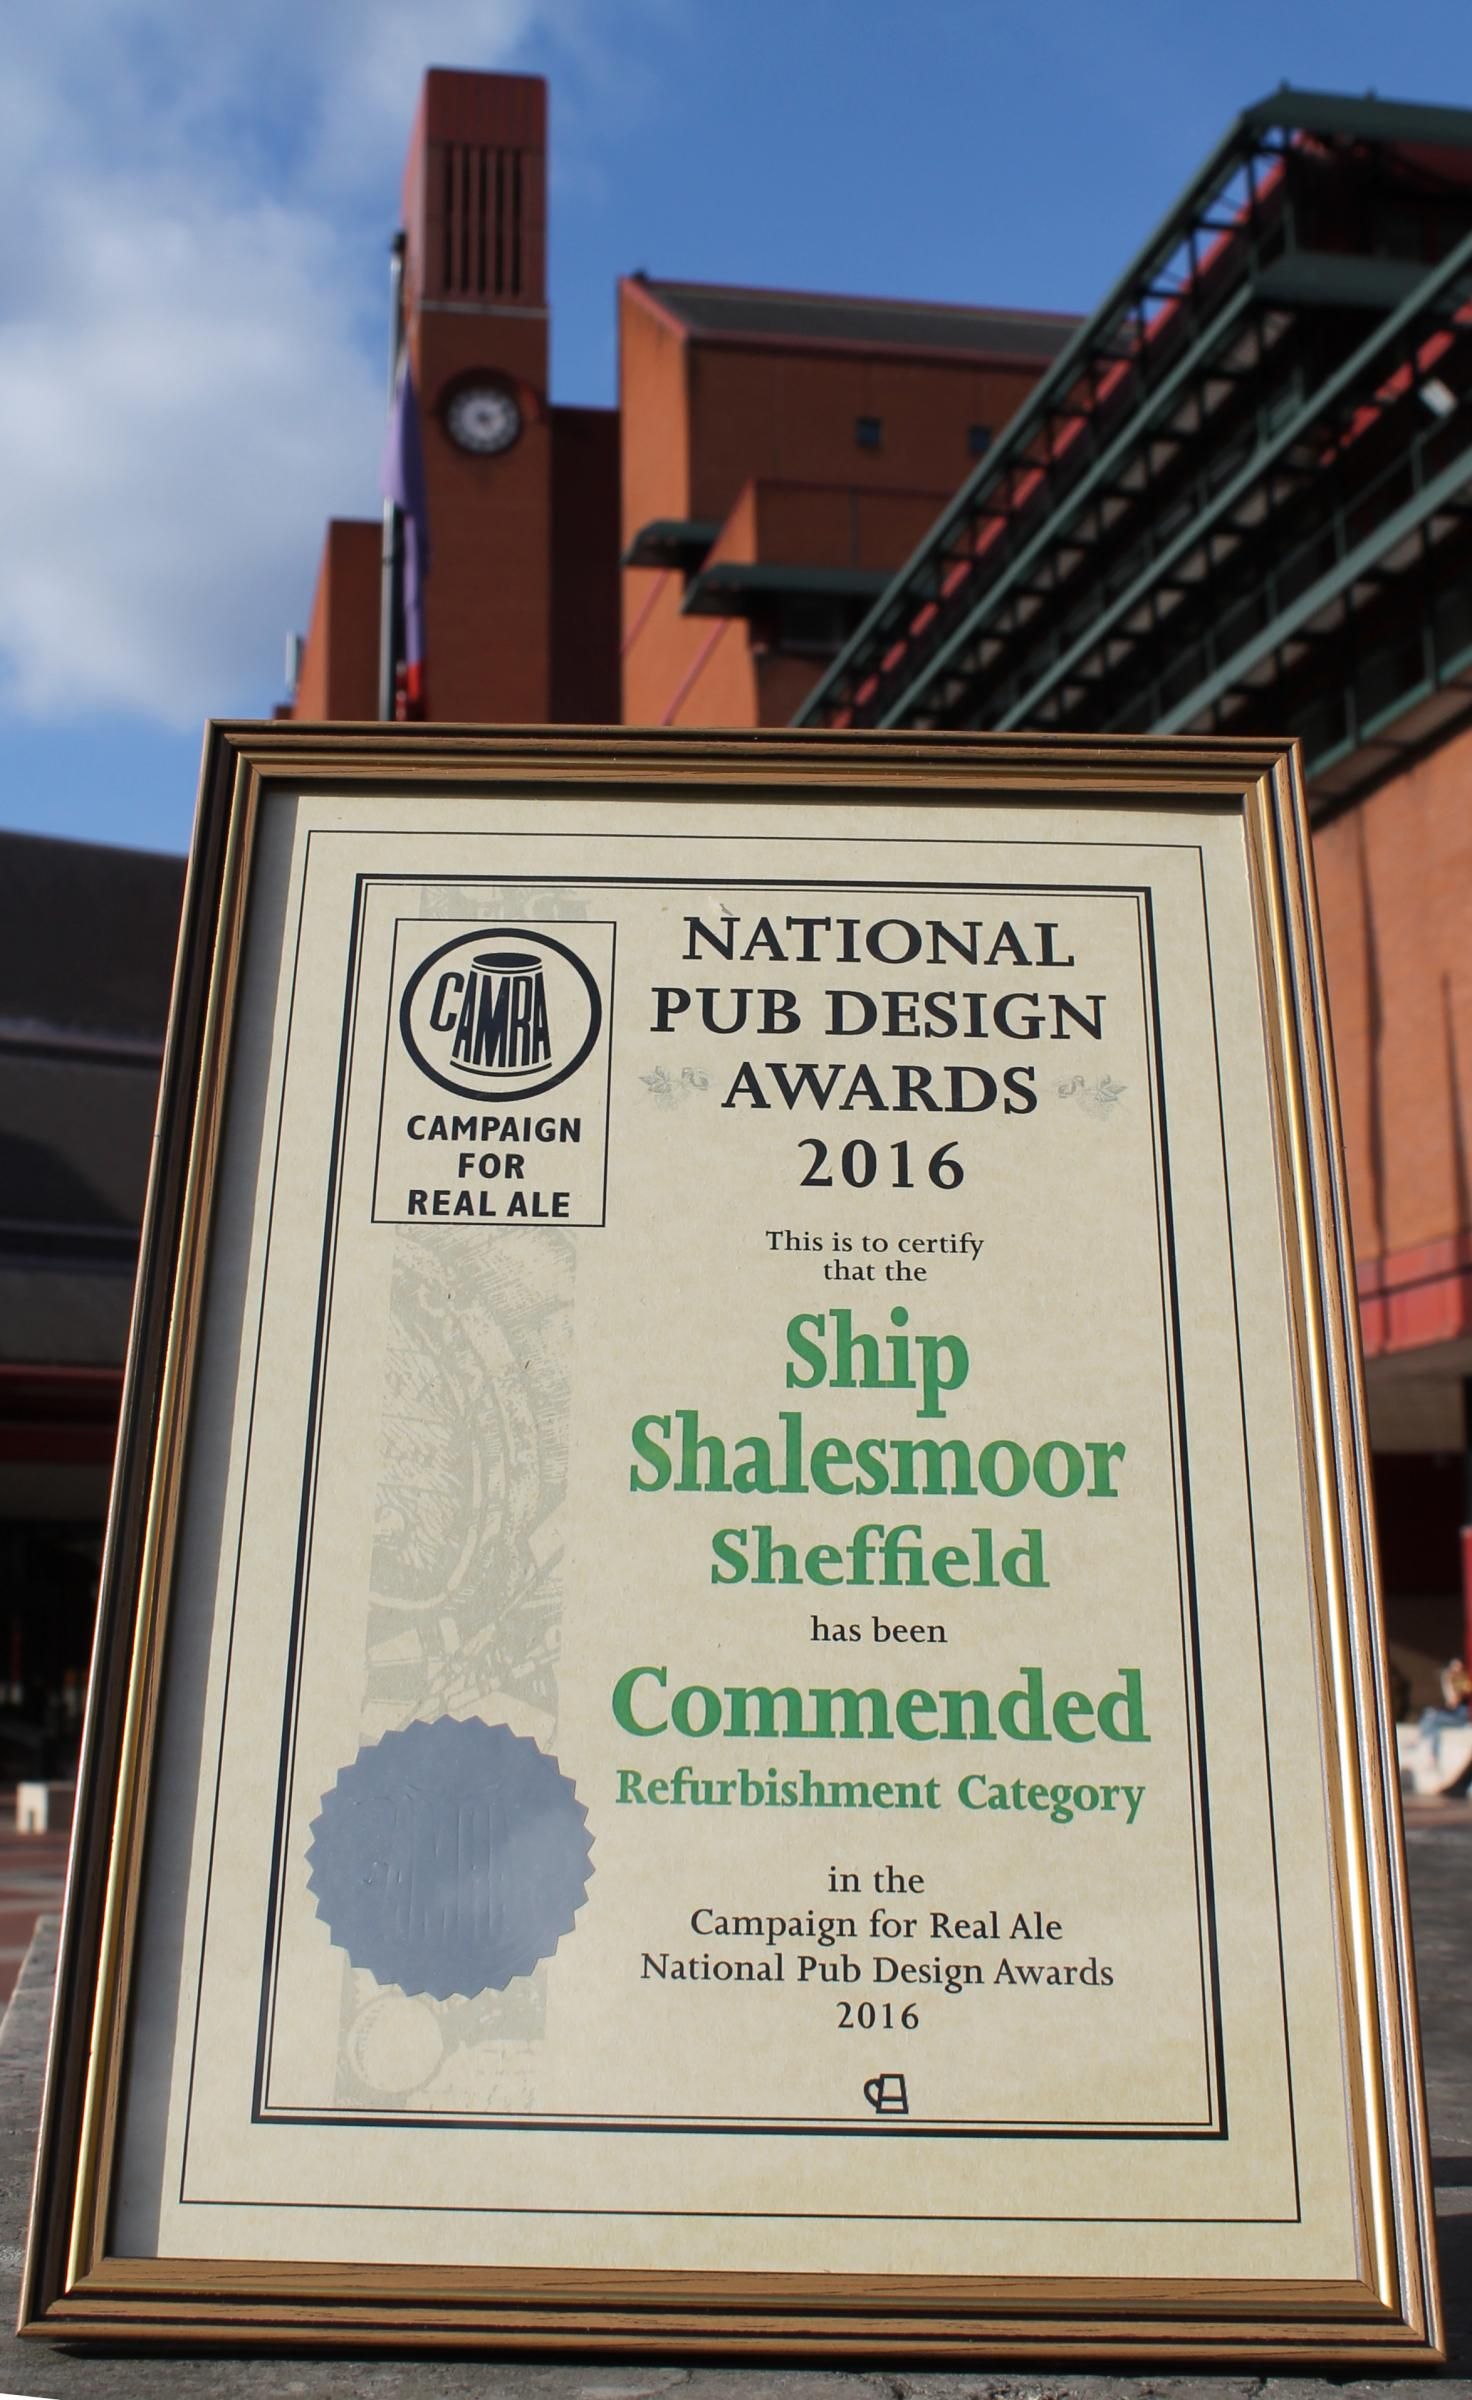 CAMRA
CAMPAIGN
FOR
REAL ALE
NATIONAL
PUB DESIGN
AWARDS
2016
This is to certify
that the
Ship
Shalesmoor
Sheffield
has been
Commended
Refurbishment Category
in the
Campaign for Real Ale
National Pub Design Awards
2016